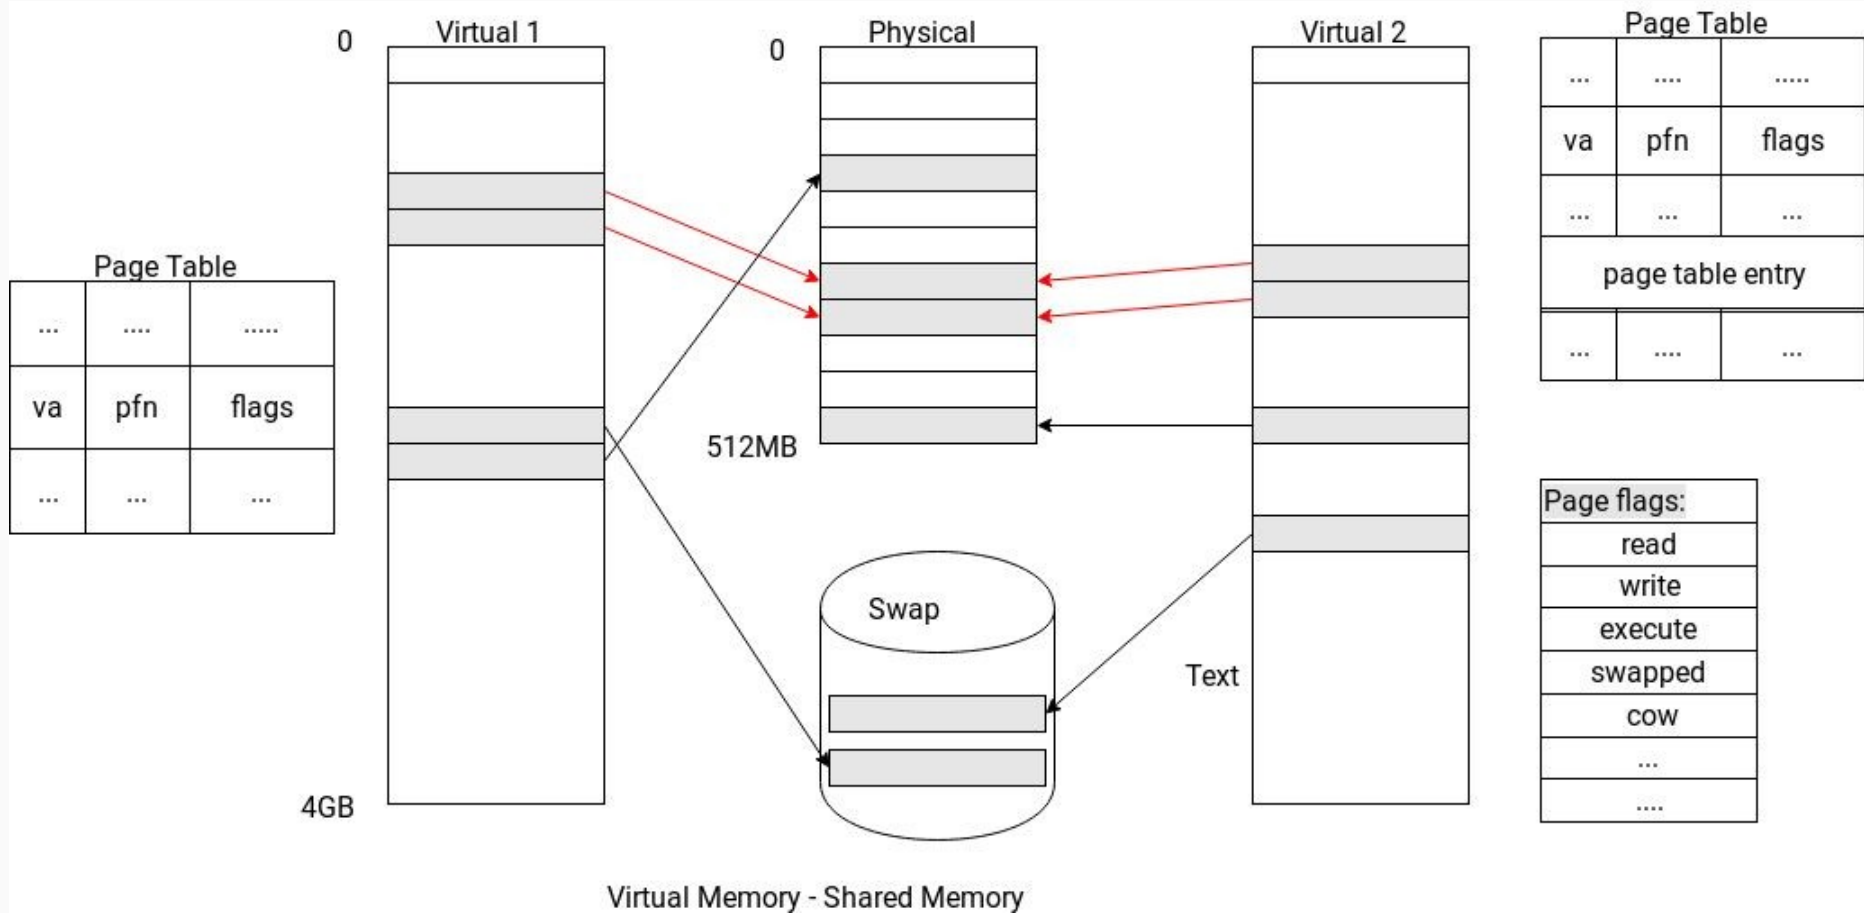 Virtual 1
Physical
Virtual 2
0
0
4GB
512MB
Page Table
... .... .....
va pfn flags
... ... ...
Page Table
... .... .....
va pfn flags
... ... ...
page table entry
... .... ...
Swap
Text
Page flags:
read
write
execute
swapped
cow
...
....
Virtual Memory - Shared Memory